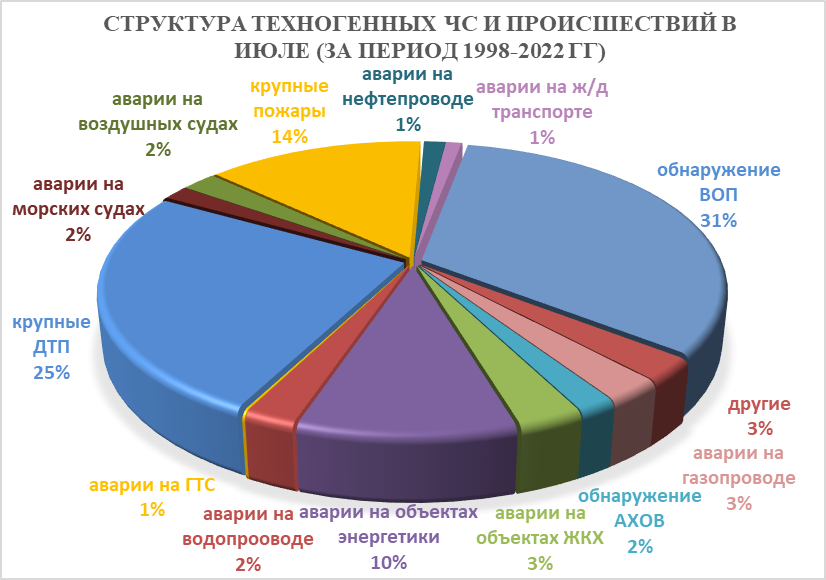 СТРУКТУРА ТЕХНОГЕННЫХ ЧС И ПРОИСШЕСТВИЙ В
ИЮЛЕ (ЗА ПЕРИОД 1998-2022 ГГ)
аварии на
нефтепроводе
1%
аварии на ж/д
транспорте
1%
крупные
пожары
14%
аварии на
воздушных судах
2%
обнаружение
ВОП
31%
аварии на
морских судах
2%
крупные
ДТП
25%
другие
3%
аварии на
газопроводе
3%
аварии на ГТС
1%
обнаружение
АХОВ
2%
аварии на
водопрооводе
2%
аварии на объектах
энергетики
10%
аварии на
объектах ЖКХ
3%